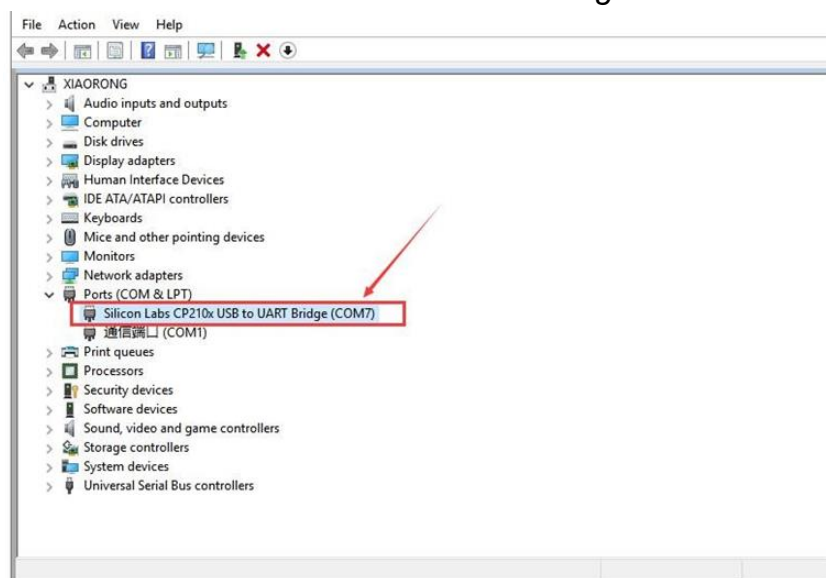 File Action View Help
XIAORONG
Audio inputs and outputs
Computer
Disk drives
Display adapters
Human Interface Devices
IDE ATA/ATAPI controllers
Keyboards
Mice and other pointing devices
Monitors
Network adapters
Ports (COM & LPT)
Silicon Labs CP210x USB to UART Bridge (COM7)
通信端口 (COM1)
Print queues
Processors
Security devices
Software devices
Sound, video and game controllers
Storage controllers
System devices
Universal Serial Bus controllers